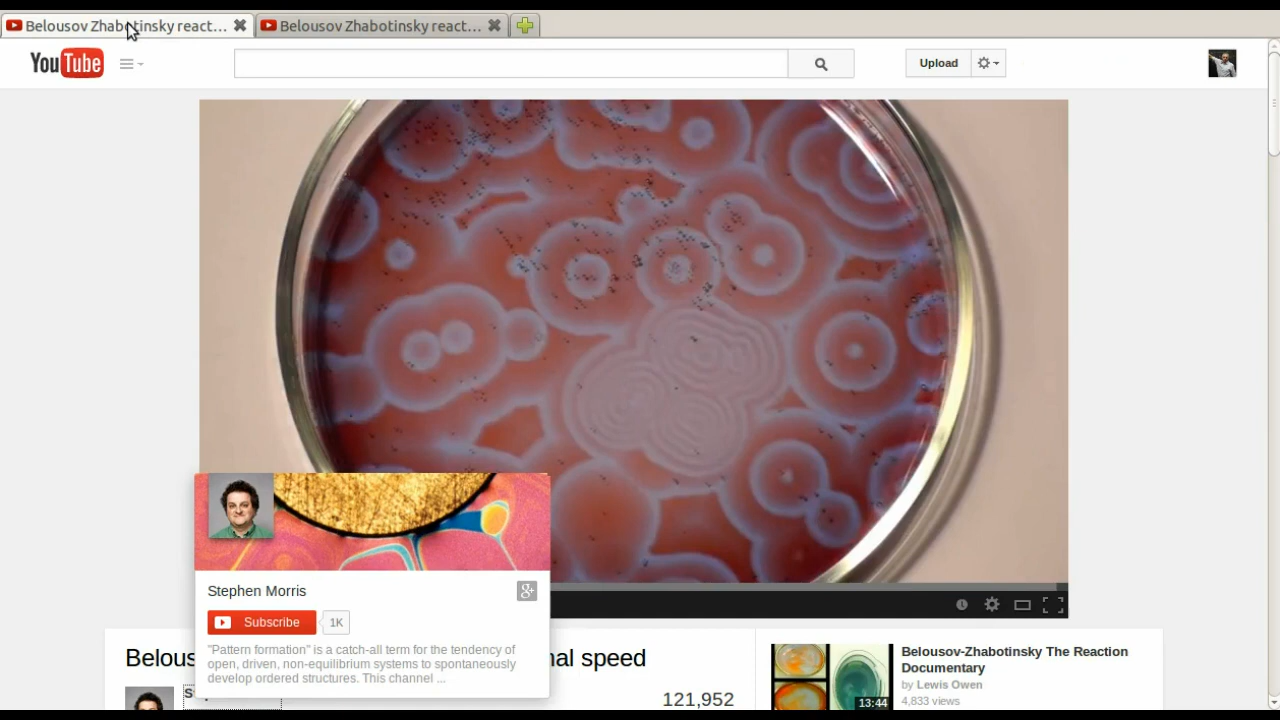 Belousov Zhabotinsky react...
Belousov Zhabotinsky react...
YouTube
Upload
Stephen Morris
Subscribe
1K
"Pattern formation" is a catch-all term for the tendency of
open, driven, non-equilibrium systems to spontaneously
develop ordered structures. This channel ...
Belous
al speed
121,952
Belousov-Zhabotinsky The Reaction
Documentary
by Lewis Owen
4,833 views
13:44